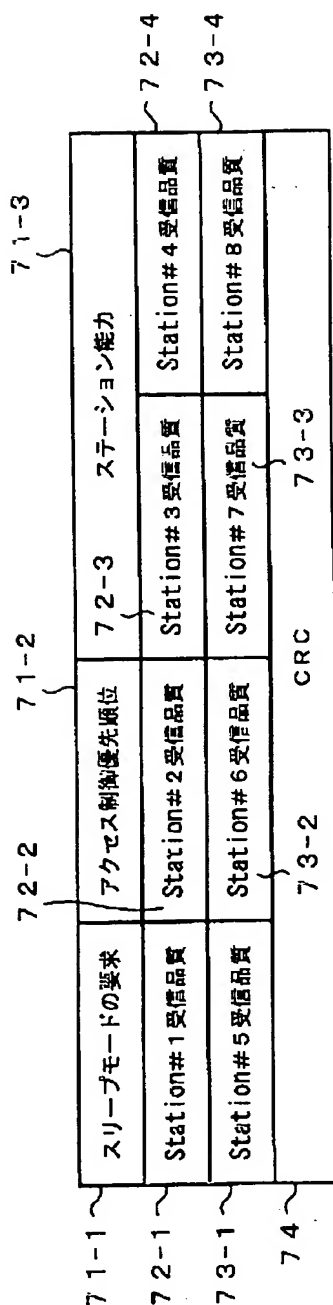 71-3
72-2 71-2
71-1 スリープモードの要求 アクセス制御優先順位 72-3 ステーション能力
72-1 Station#1受信品質 Station#2受信品質 Station#3受信品質 Station#4受信品質 72-4
73-1 Station#5受信品質 Station#6受信品質 Station#7受信品質 Station#8受信品質 73-4
74 CRC
73-2 73-3